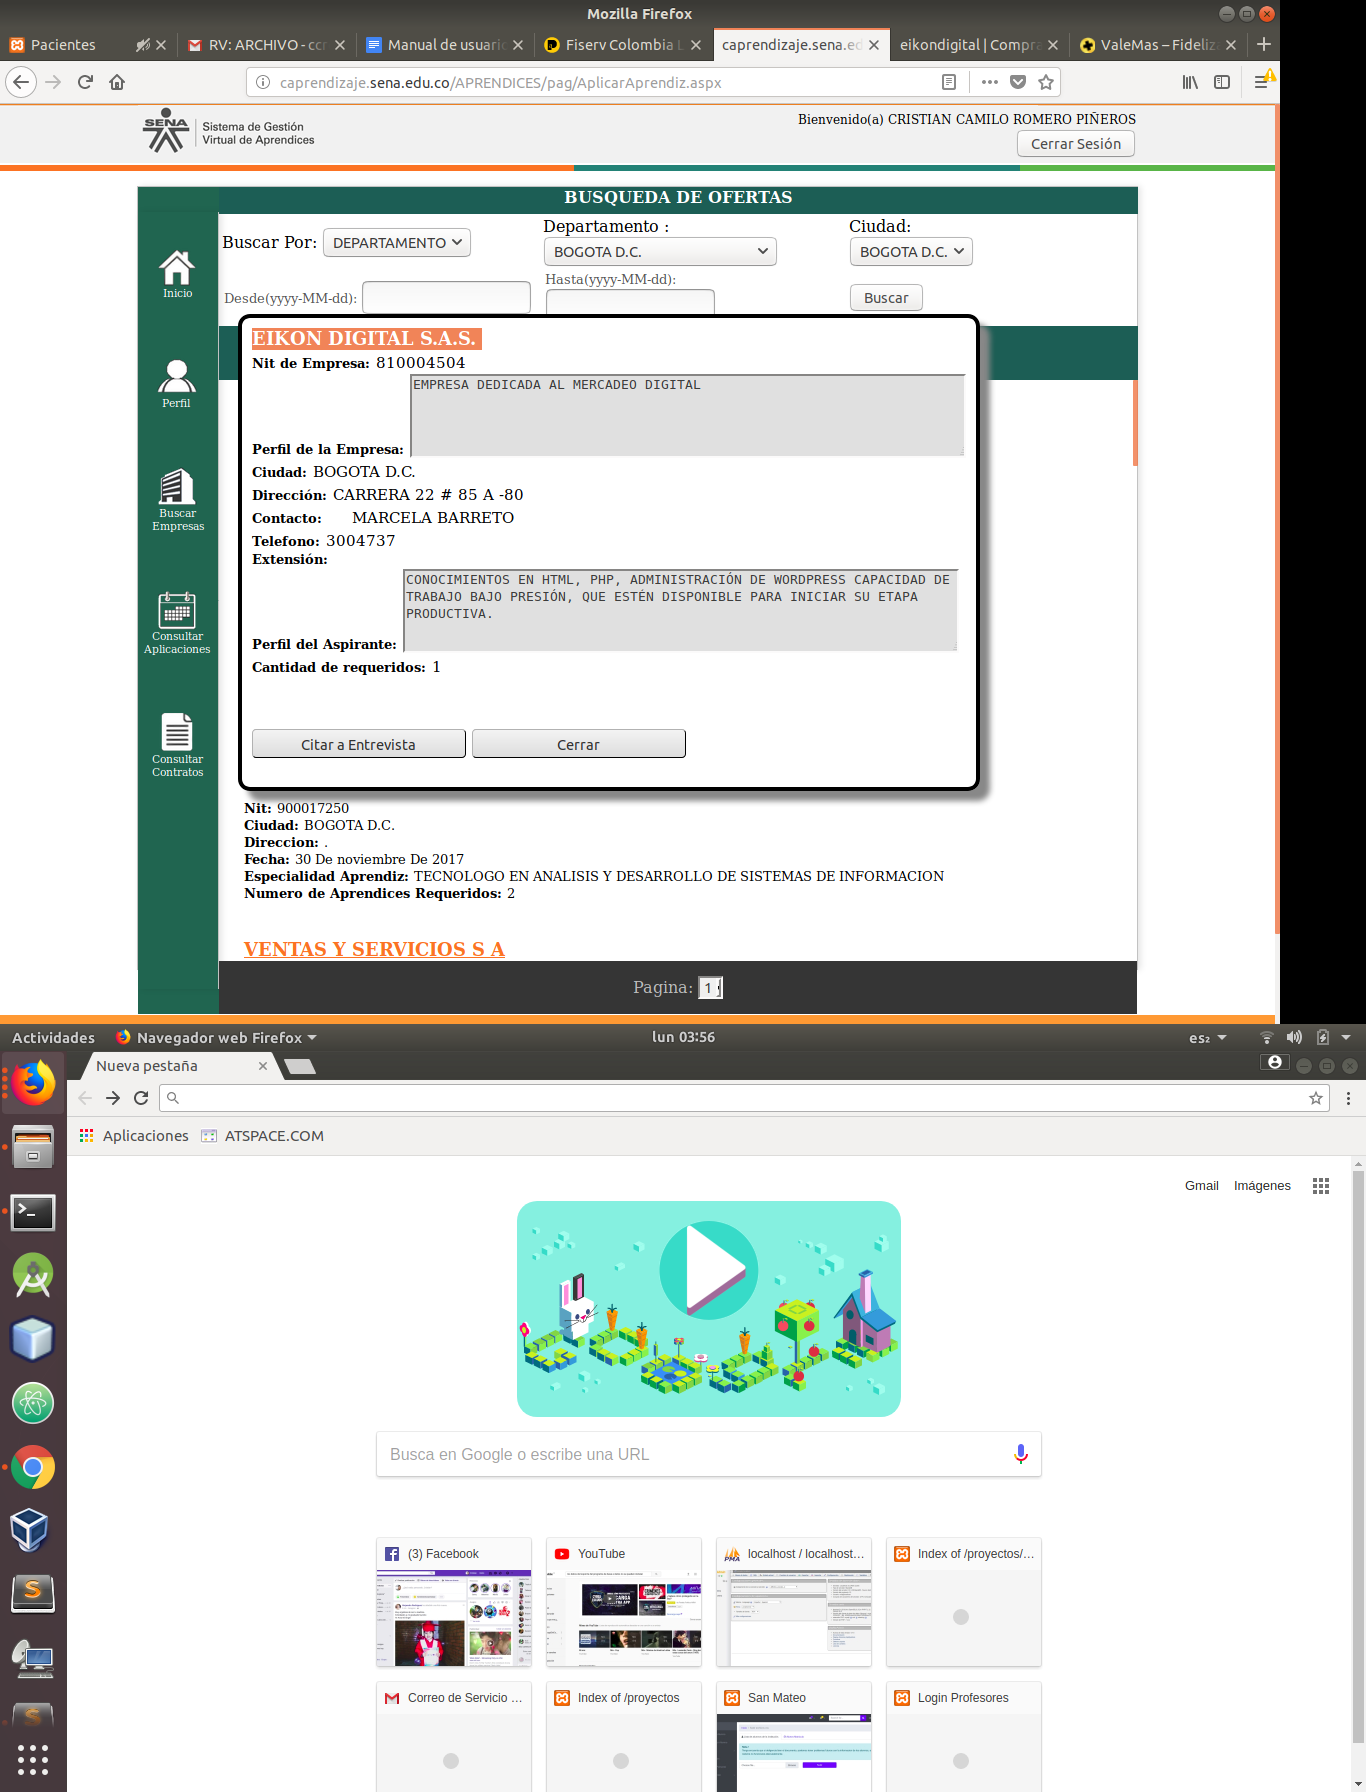 Mozilla Firefox
Pacientes
RV: ARCHIVO - ccr
Manual de usuari
Fiserv Colombia L
caprendizaje.sena.ed
eikondigital | Compra
ValeMas – Fideliz
caprendizaje.sena.edu.co/APRENDICES/pag/AplicarAprendiz.aspx
SENA
Sistema de Gestión
Virtual de Aprendices
Bienvenido(a) CRISTIAN CAMILO ROMERO PIÑEROS
Cerrar Sesión
BUSQUEDA DE OFERTAS
Buscar Por: DEPARTAMENTO
Departamento :
BOGOTA D.C.
Ciudad:
BOGOTA D.C.
Desde(yyyy-MM-dd):
Hasta(yyyy-MM-dd):
Buscar
Inicio
Perfil
Buscar
Empresas
Consultar
Aplicaciones
Consultar
Contratos
EIKON DIGITAL S.A.S.
Nit de Empresa: 810004504
EMPRESA DEDICADA AL MERCADEO DIGITAL
Perfil de la Empresa:
Ciudad: BOGOTA D.C.
Dirección: CARRERA 22 # 85 A -80
Contacto: MARCELA BARRETO
Telefono: 3004737
Extensión:
CONOCIMIENTOS EN HTML, PHP, ADMINISTRACIÓN DE WORDPRESS CAPACIDAD DE
TRABAJO BAJO PRESIÓN, QUE ESTÉN DISPONIBLE PARA INICIAR SU ETAPA
PRODUCTIVA.
Perfil del Aspirante:
Cantidad de requeridos: 1
Citar a Entrevista
Cerrar
Nit: 900017250
Ciudad: BOGOTA D.C.
Direccion: .
Fecha: 30 De noviembre De 2017
Especialidad Aprendiz: TECNOLOGO EN ANALISIS Y DESARROLLO DE SISTEMAS DE INFORMACION
Numero de Aprendices Requeridos: 2
VENTAS Y SERVICIOS S A
Pagina: 1
Actividades
Navegador web Firefox
lun 03:56
es₂
Nueva pestaña
Aplicaciones
ATSPACE.COM
Gmail
Imágenes
Busca en Google o escribe una URL
(3) Facebook
YouTube
localhost / localhost...
Index of /proyectos/...
Correo de Servicio ...
Index of /proyectos
San Mateo
Login Profesores